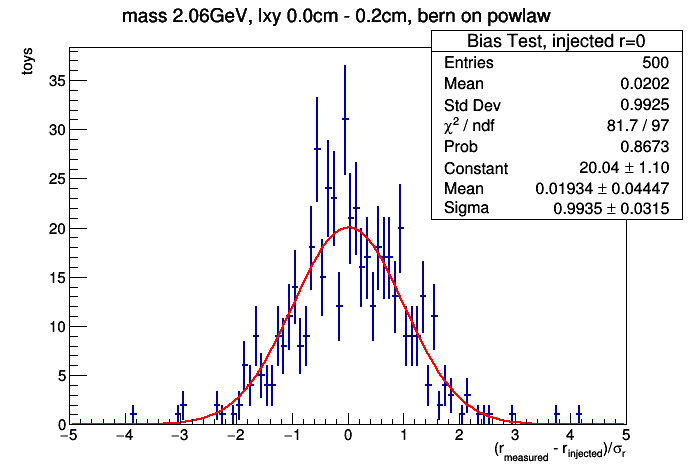 mass 2.06GeV, lxy 0.0cm - 0.2cm, bern on powlaw
Bias Test, injected r=0
Entries 500
Mean 0.0202
Std Dev 0.9925
χ² / ndf 81.7 / 97
Prob 0.8673
Constant 20.04 ± 1.10
Mean 0.01934 ± 0.04447
Sigma 0.9935 ± 0.0315
toys
35
30
25
20
15
10
5
0
−5 −4 −3 −2 −1 0 1 2 3 4 5
(r_measured - r_injected)/σ_r